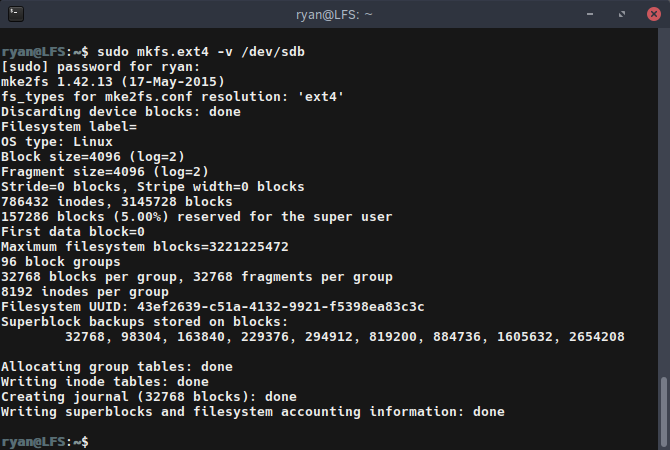 ryan@LFS: ~
ryan@LFS:~$ sudo mkfs.ext4 -v /dev/sdb
[sudo] password for ryan:
mke2fs 1.42.13 (17-May-2015)
fs_types for mke2fs.conf resolution: 'ext4'
Discarding device blocks: done
Filesystem label=
OS type: Linux
Block size=4096 (log=2)
Fragment size=4096 (log=2)
Stride=0 blocks, Stripe width=0 blocks
786432 inodes, 3145728 blocks
157286 blocks (5.00%) reserved for the super user
First data block=0
Maximum filesystem blocks=3221225472
96 block groups
32768 blocks per group, 32768 fragments per group
8192 inodes per group
Filesystem UUID: 43ef2639-c51a-4132-9921-f5398ea83c3c
Superblock backups stored on blocks:
32768, 98304, 163840, 229376, 294912, 819200, 884736, 1605632, 2654208
Allocating group tables: done
Writing inode tables: done
Creating journal (32768 blocks): done
Writing superblocks and filesystem accounting information: done
ryan@LFS:~$